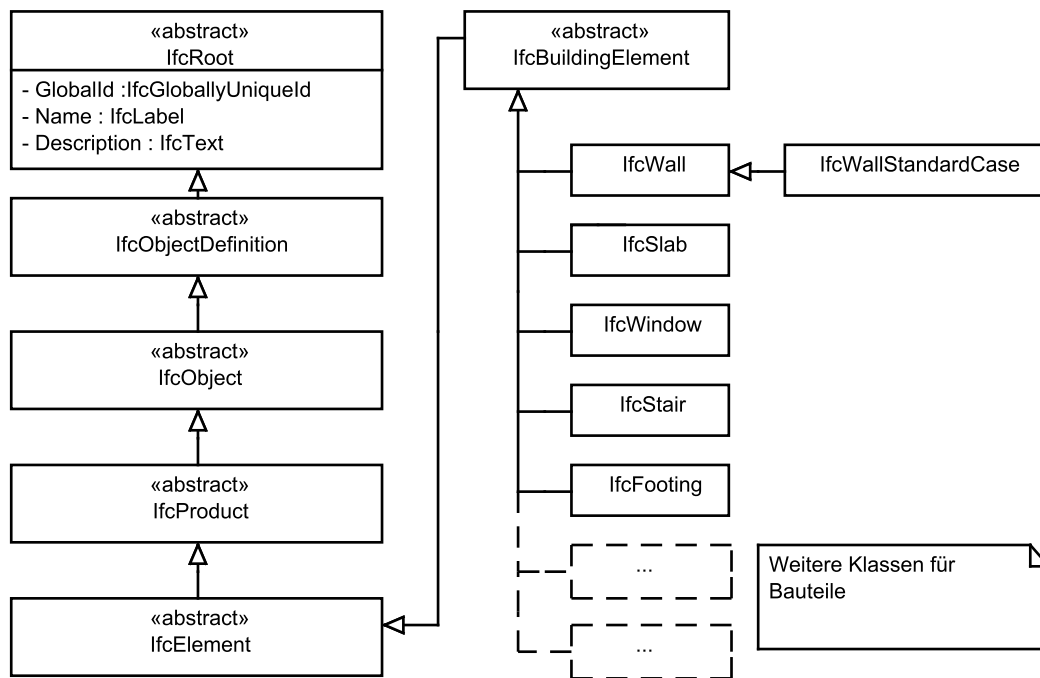 «abstract»
IfcRoot
- GlobalId :IfcGloballyUniqueId
- Name : IfcLabel
- Description : IfcText
«abstract»
IfcObjectDefinition
«abstract»
IfcObject
«abstract»
IfcProduct
«abstract»
IfcElement
«abstract»
IfcBuildingElement
IfcWall
IfcWallStandardCase
IfcSlab
IfcWindow
IfcStair
IfcFooting
...
...
Weitere Klassen für
Bauteile